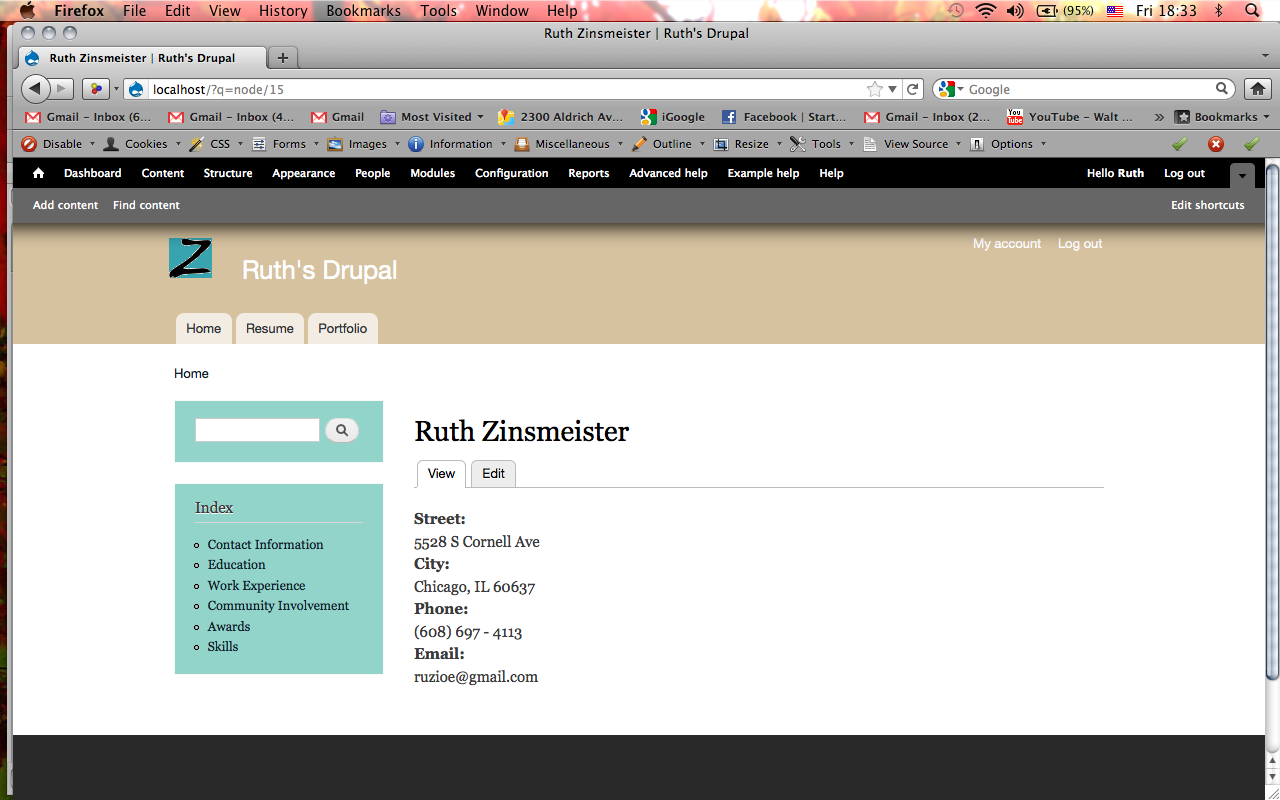 Firefox File Edit View History Bookmarks Tools Window Help (95%) Fri 18:33
Ruth Zinsmeister | Ruth's Drupal
Ruth Zinsmeister | Ruth's Drupal
localhost/?q=node/15 Google
Gmail – Inbox (6... Gmail – Inbox (4... Gmail Most Visited 2300 Aldrich Av... iGoogle Facebook | Start... Gmail – Inbox (2... You Tube YouTube – Walt ... » Bookmarks
Disable Cookies CSS Forms Images Information Miscellaneous Outline Resize Tools View Source Options
Dashboard Content Structure Appearance People Modules Configuration Reports Advanced help Example help Help Hello Ruth Log out
Add content Find content Edit shortcuts
My account Log out
Z Ruth's Drupal
Home Resume Portfolio
Home
Ruth Zinsmeister
View Edit
Index
Contact Information
Education
Work Experience
Community Involvement
Awards
Skills
Street:
5528 S Cornell Ave
City:
Chicago, IL 60637
Phone:
(608) 697 - 4113
Email:
ruzioe@gmail.com